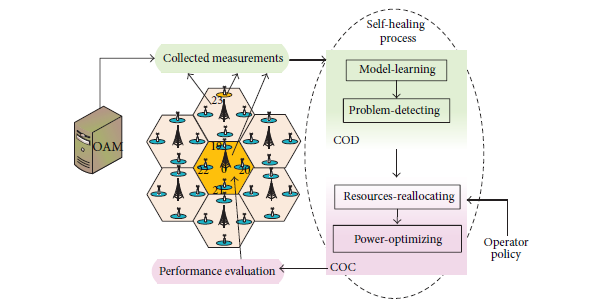 Self-healing
process
Collected measurements
Model-learning
Problem-detecting
COD
OAM
23
19
22
20
21
Resources-reallocating
Power-optimizing
Operator
policy
COC
Performance evaluation